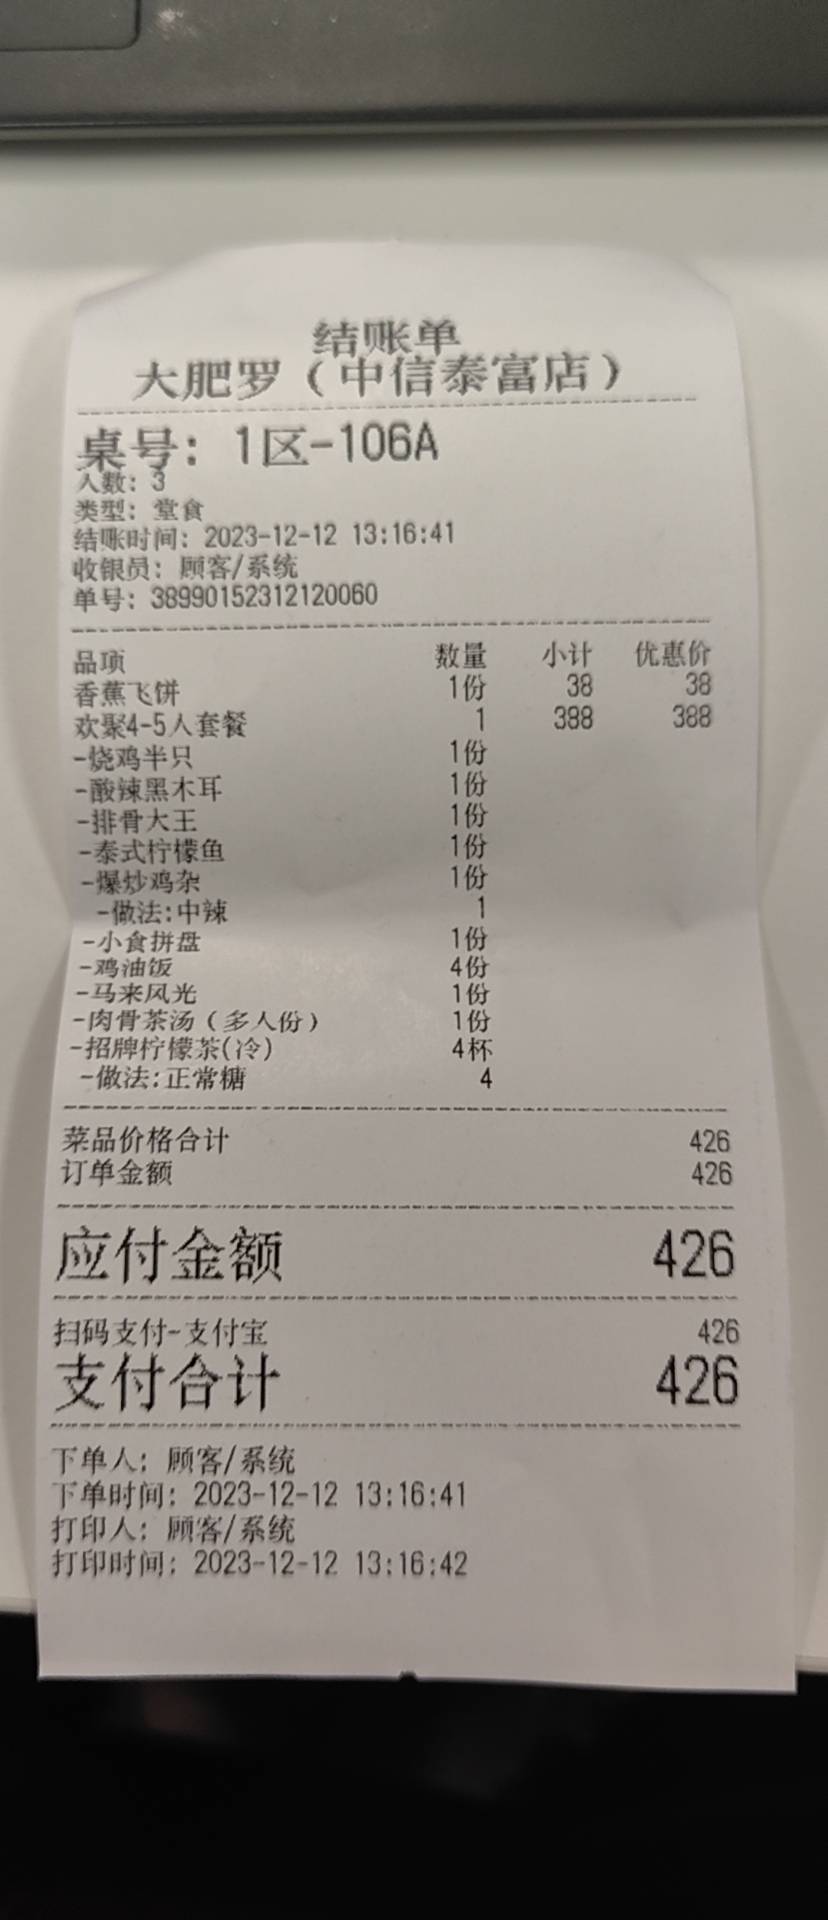 结账单
大肥罗（中信泰富店）
桌号: 1区-106A
人数: 3
类型: 堂食
结账时间: 2023-12-12 13:16:41
收银员: 顾客/系统
单号: 38990152312120060
品项 数量 小计 优惠价
香蕉飞饼 1份 38 38
欢聚4-5人套餐 1 388 388
-烧鸡半只 1份
-酸辣黑木耳 1份
-排骨大王 1份
-泰式柠檬鱼 1份
-爆炒鸡杂 1份
-做法:中辣 1
-小食拼盘 1份
-鸡油饭 4份
-马来风光 1份
-肉骨茶汤（多人份） 1份
-招牌柠檬茶(冷) 4杯
-做法:正常糖 4
菜品价格合计 426
订单金额 426
应付金额 426
扫码支付-支付宝 426
支付合计 426
下单人: 顾客/系统
下单时间: 2023-12-12 13:16:41
打印人: 顾客/系统
打印时间: 2023-12-12 13:16:42